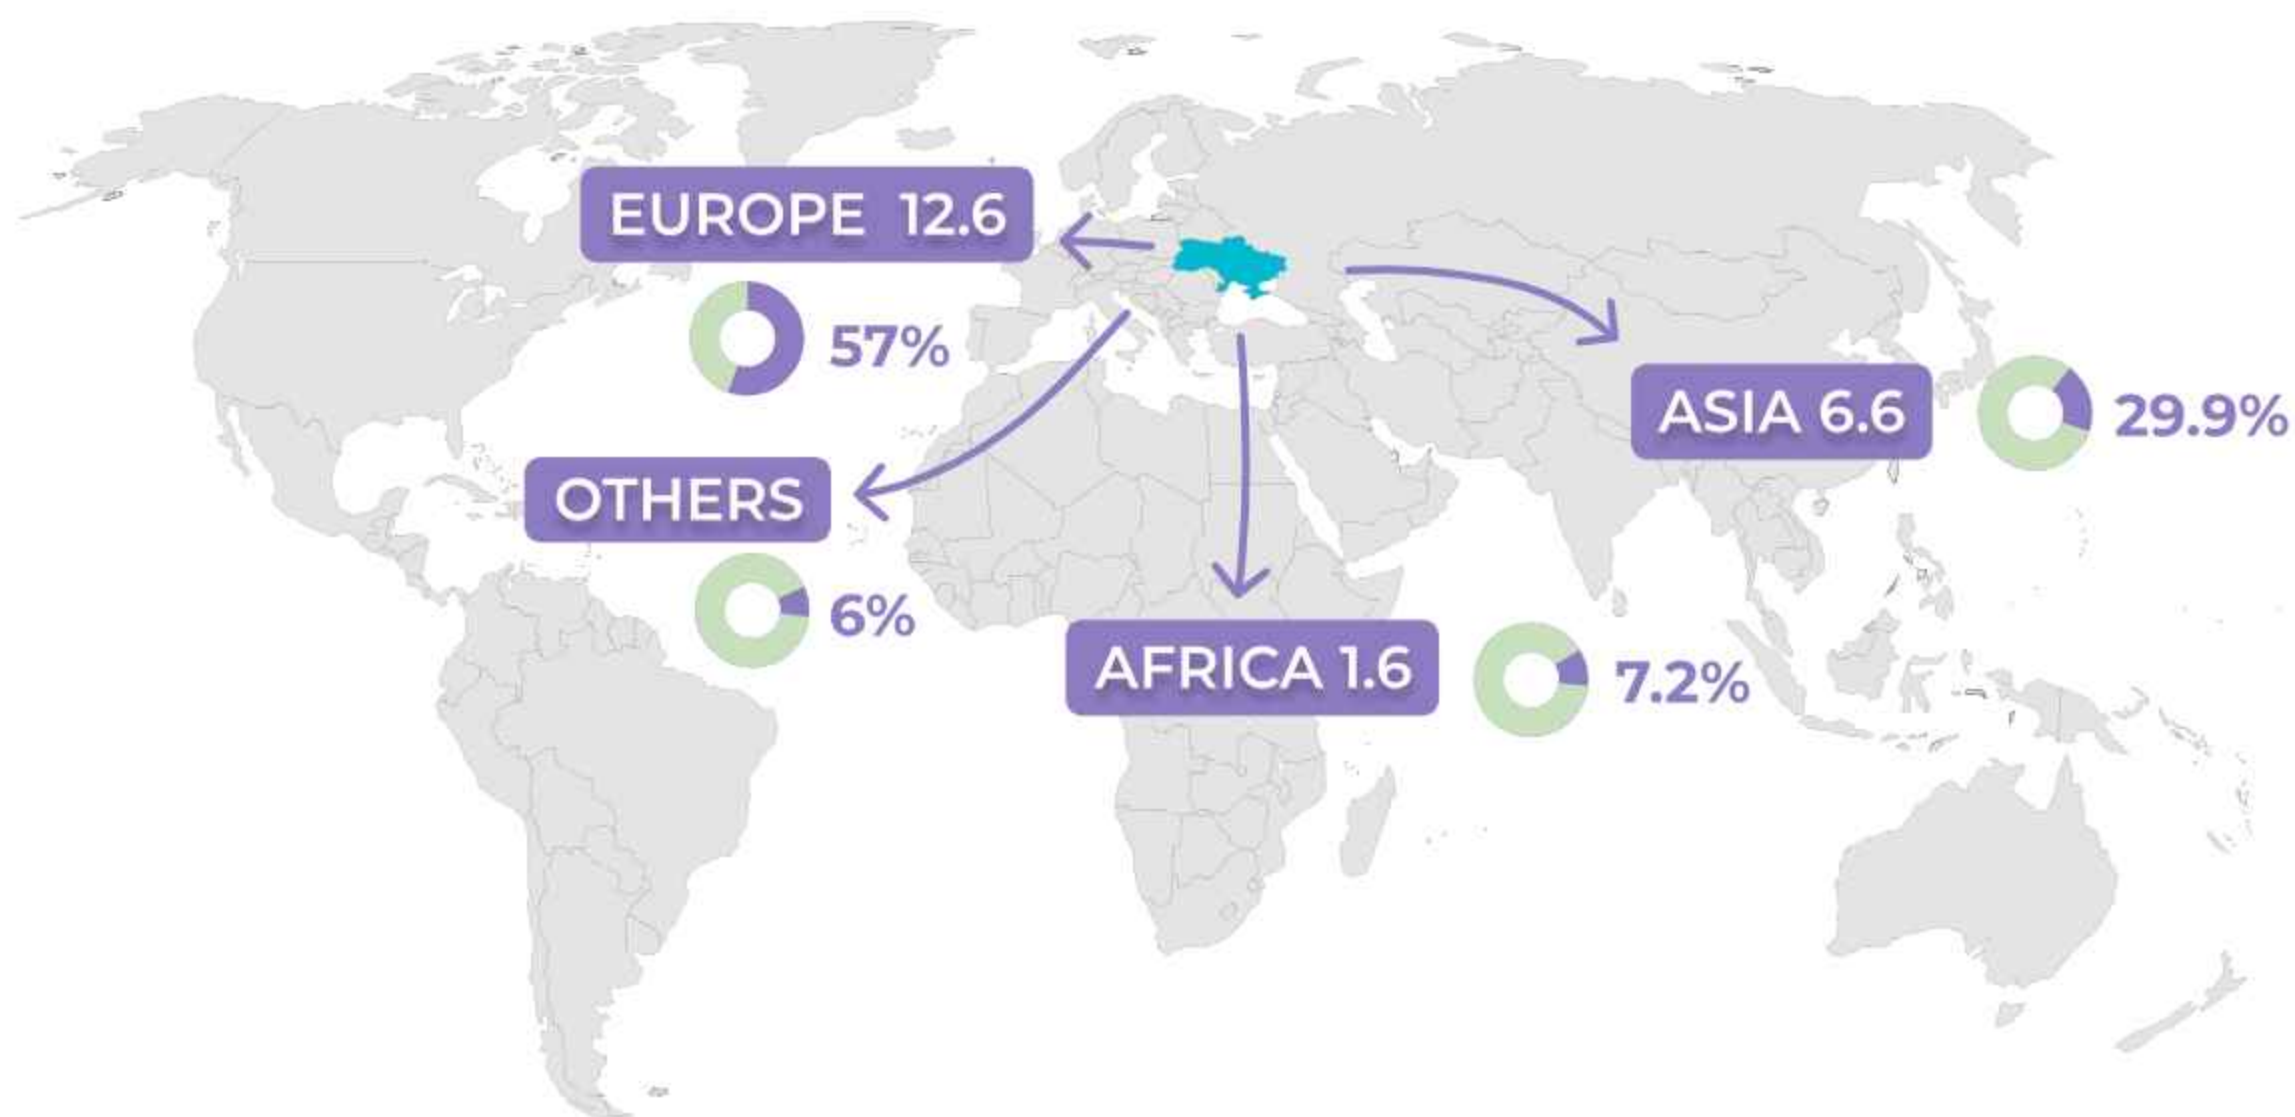 EUROPE 12.6
57%
ASIA 6.6
29.9%
OTHERS
6%
AFRICA 1.6
7.2%